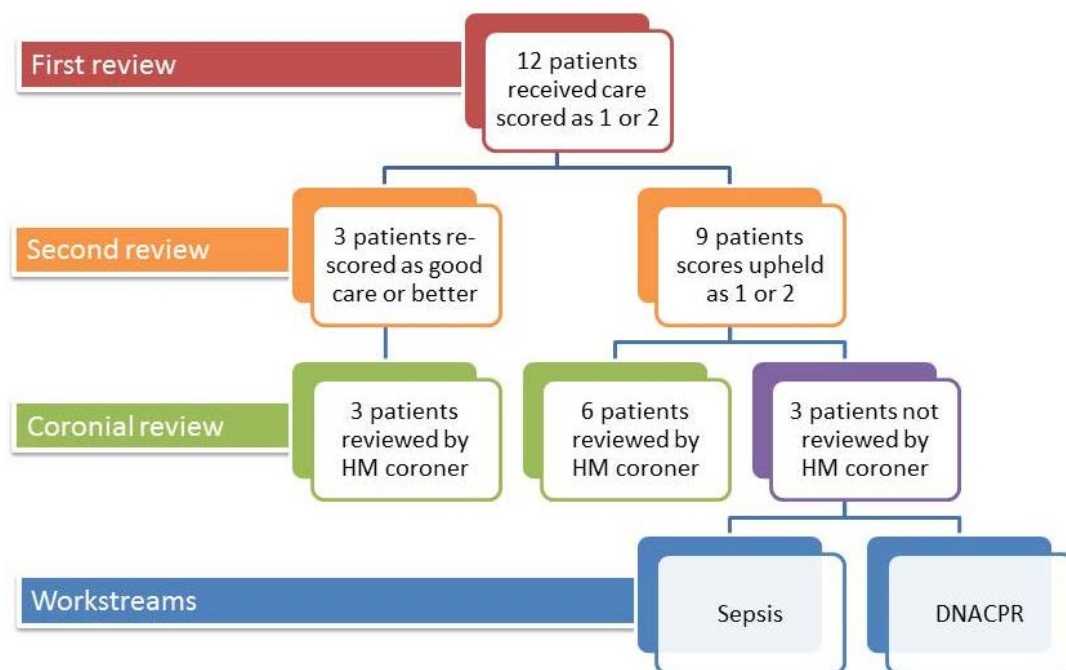 First review
12 patients
received care
scored as 1 or 2
Second review
3 patients re-
scored as good
care or better
9 patients
scores upheld
as 1 or 2
Coronial review
3 patients
reviewed by
HM coroner
6 patients
reviewed by
HM coroner
3 patients not
reviewed by
HM coroner
Workstreams
Sepsis
DNACPR